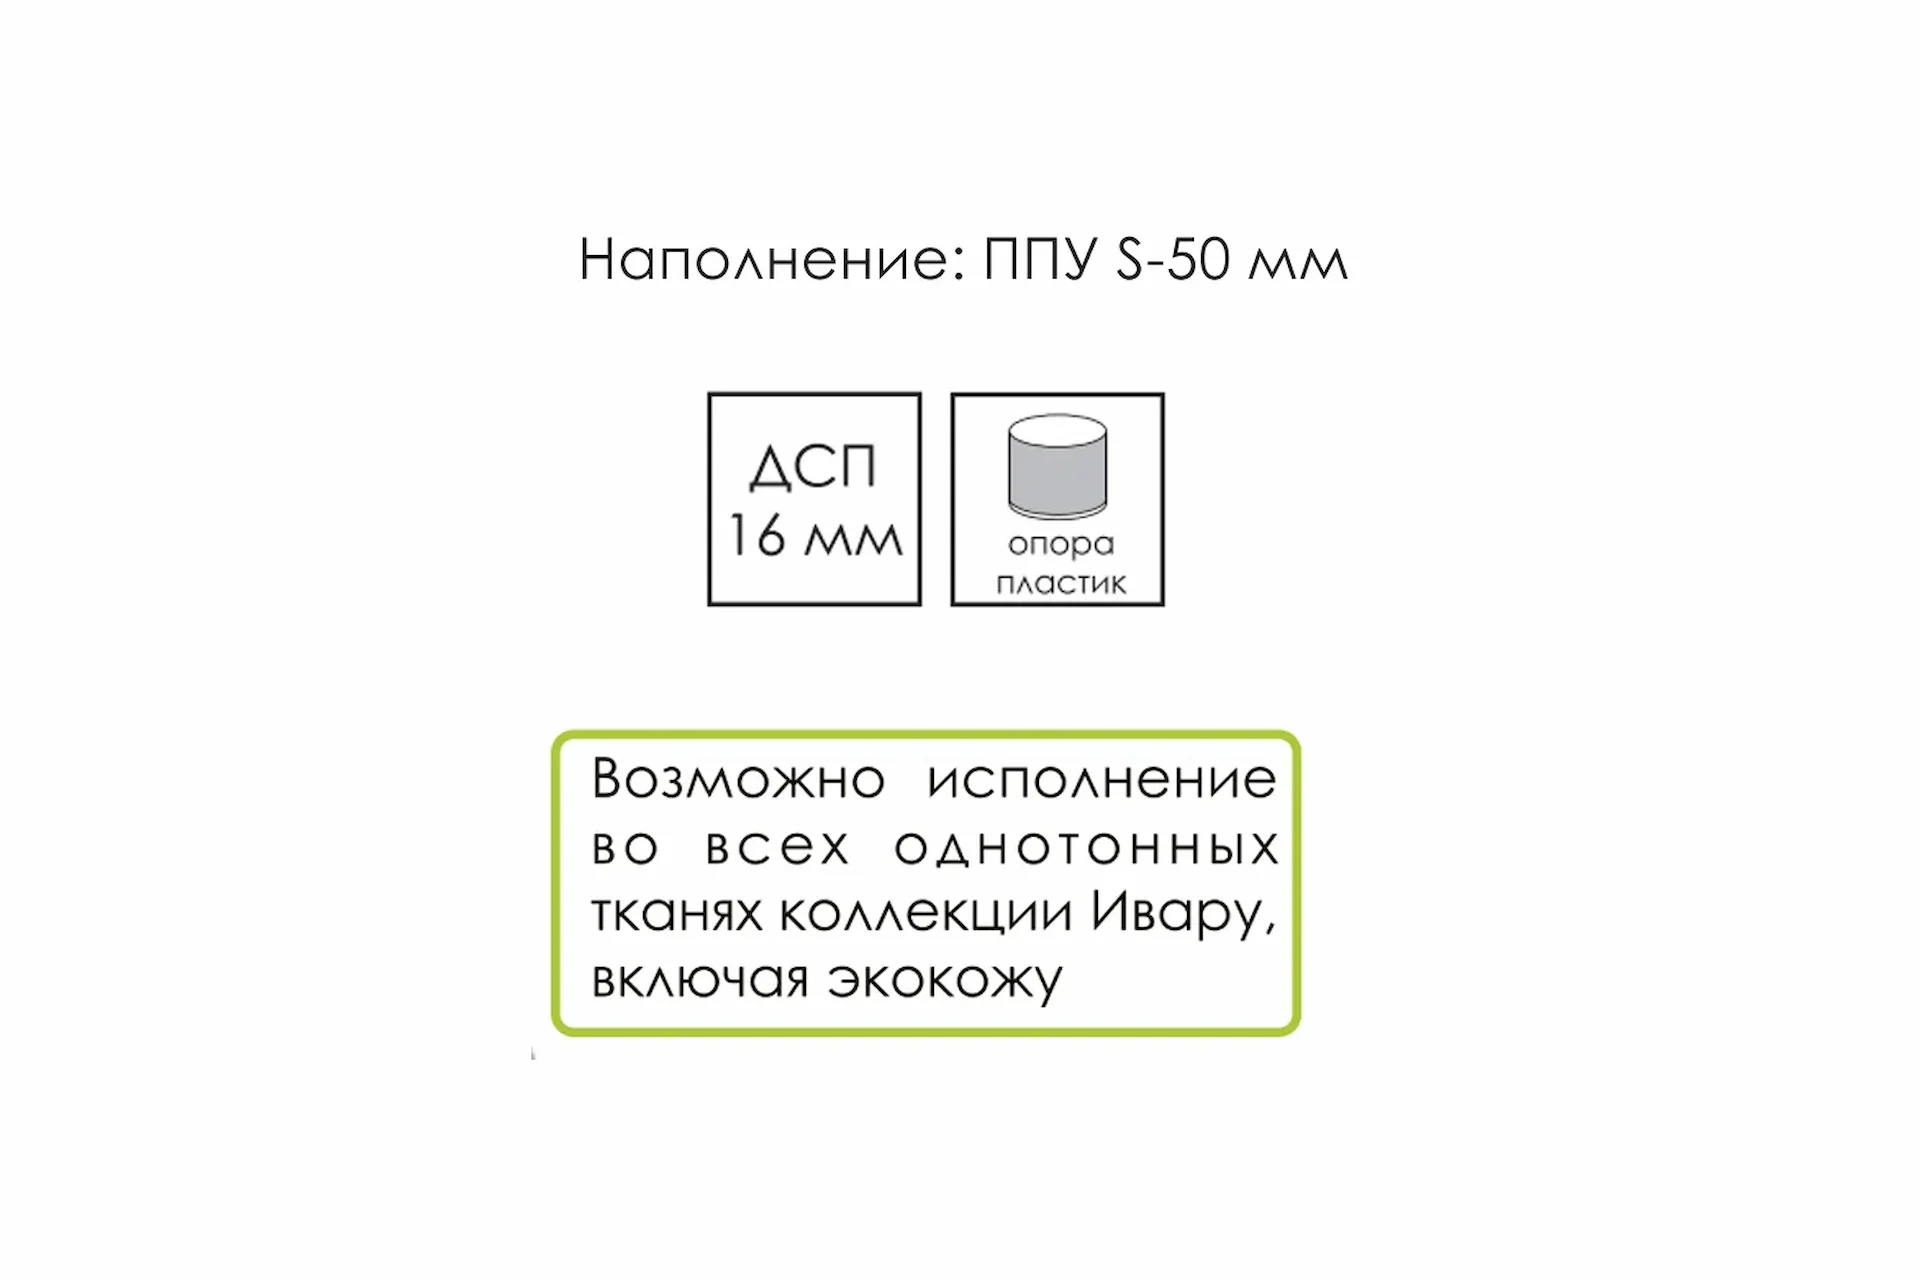 Наполнение: ППУ S-50 мм
ДСП
16 мм
опора
пластик
Возможно исполнение
во всех однотонных
тканях коллекции Ивару,
включая экокожу